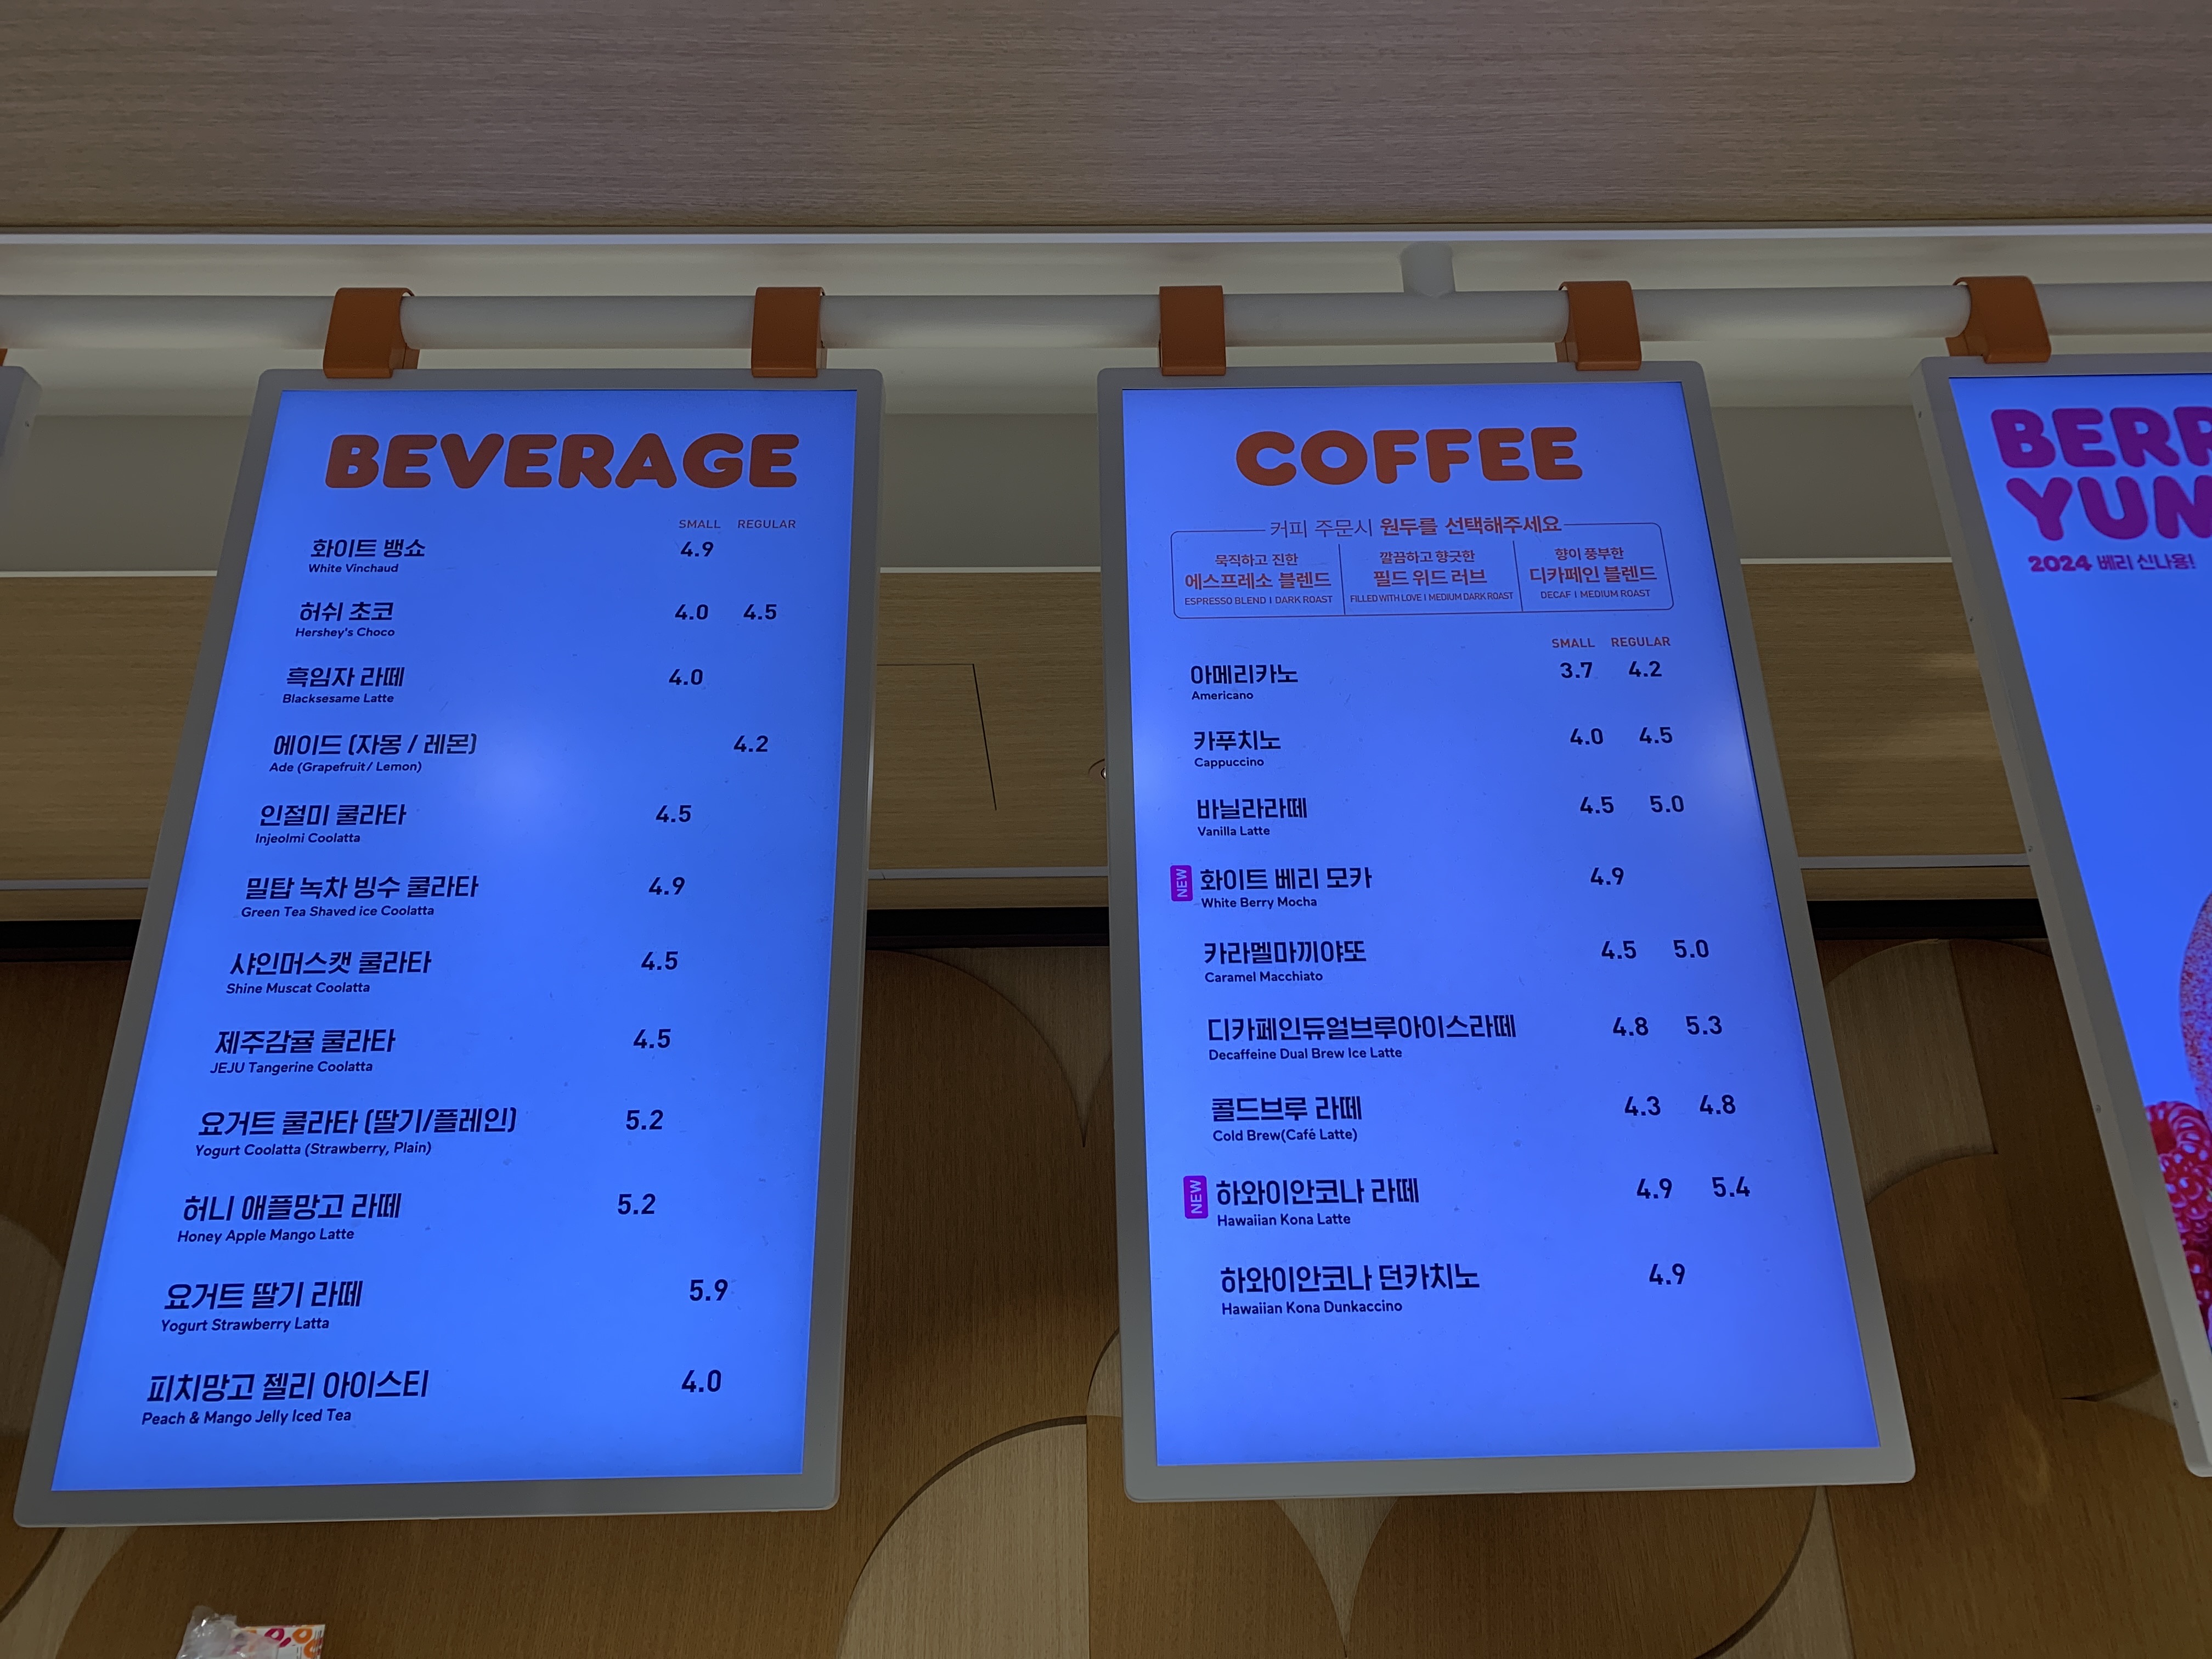 BEVERAGE
SMALL REGULAR
화이트 뱅쇼 4.9
White Vinchaud
허쉬 초코 4.0 4.5
Hershey's Choco
흑임자 라떼 4.0
Blacksesame Latte
에이드 (자몽 / 레몬) 4.2
Ade (Grapefruit / Lemon)
인절미 쿨라타 4.5
Injeolmi Coolatta
밀탑 녹차 빙수 쿨라타 4.9
Green Tea Shaved ice Coolatta
샤인머스캣 쿨라타 4.5
Shine Muscat Coolatta
제주감귤 쿨라타 4.5
JEJU Tangerine Coolatta
요거트 쿨라타 (딸기/플레인) 5.2
Yogurt Coolatta (Strawberry, Plain)
허니 애플망고 라떼 5.2
Honey Apple Mango Latte
요거트 딸기 라떼 5.9
Yogurt Strawberry Latta
피치망고 젤리 아이스티 4.0
Peach & Mango Jelly Iced Tea
COFFEE
커피 주문시 원두를 선택해주세요
묵직하고 진한
에스프레소 블렌드
ESPRESSO BLEND I DARK ROAST
깔끔하고 향긋한
필드 위드 러브
FILLED WITH LOVE I MEDIUM DARK ROAST
향이 풍부한
디카페인 블렌드
DECAF I MEDIUM ROAST
SMALL REGULAR
아메리카노 3.7 4.2
Americano
카푸치노 4.0 4.5
Cappuccino
바닐라라떼 4.5 5.0
Vanilla Latte
NEW 화이트 베리 모카 4.9
White Berry Mocha
카라멜마끼야또 4.5 5.0
Caramel Macchiato
디카페인듀얼브루아이스라떼 4.8 5.3
Decaffeine Dual Brew Ice Latte
콜드브루 라떼 4.3 4.8
Cold Brew(Café Latte)
NEW 하와이안코나 라떼 4.9 5.4
Hawaiian Kona Latte
하와이안코나 던카치노 4.9
Hawaiian Kona Dunkaccino
BERR
YUN
2024 베리 신나용!